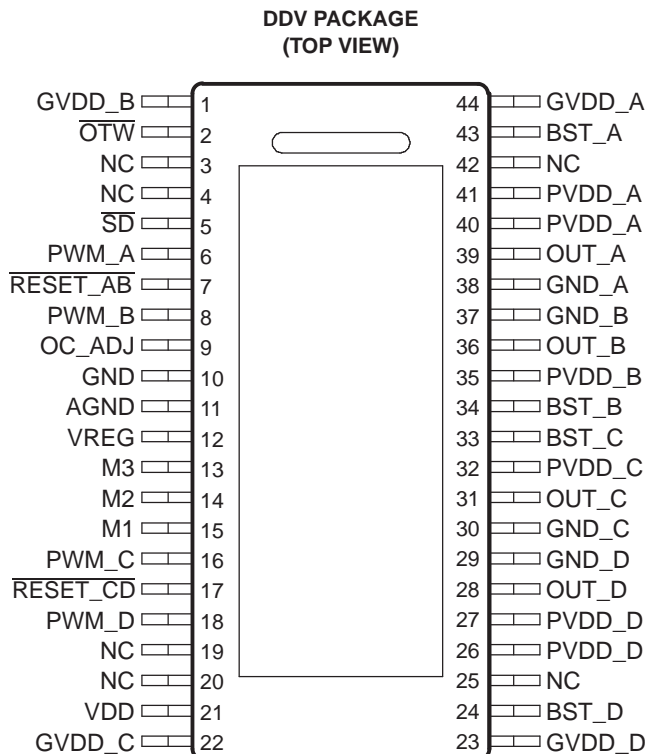 DDV PACKAGE
(TOP VIEW)
GVDD_B 1 44 GVDD_A
OTW 2 43 BST_A
NC 3 42 NC
NC 4 41 PVDD_A
SD 5 40 PVDD_A
PWM_A 6 39 OUT_A
RESET_AB 7 38 GND_A
PWM_B 8 37 GND_B
OC_ADJ 9 36 OUT_B
GND 10 35 PVDD_B
AGND 11 34 BST_B
VREG 12 33 BST_C
M3 13 32 PVDD_C
M2 14 31 OUT_C
M1 15 30 GND_C
PWM_C 16 29 GND_D
RESET_CD 17 28 OUT_D
PWM_D 18 27 PVDD_D
NC 19 26 PVDD_D
NC 20 25 NC
VDD 21 24 BST_D
GVDD_C 22 23 GVDD_D